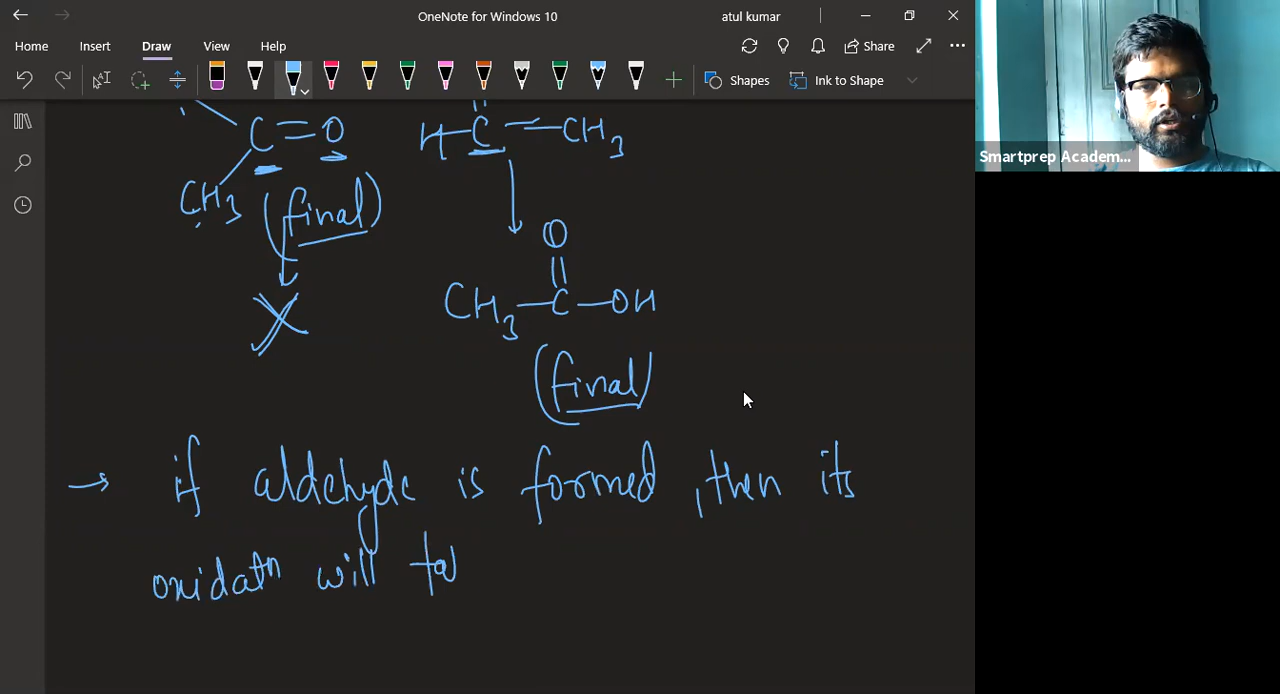 OneNote for Windows 10
atul kumar
Home Insert Draw View Help
Share
Shapes
Ink to Shape
Smartprep Academ...
C=O H-C=-CH3
CH3 (final)
O
CH3-C-OH
(final)
→ if aldehyde is formed, then its
oxidatn will ta